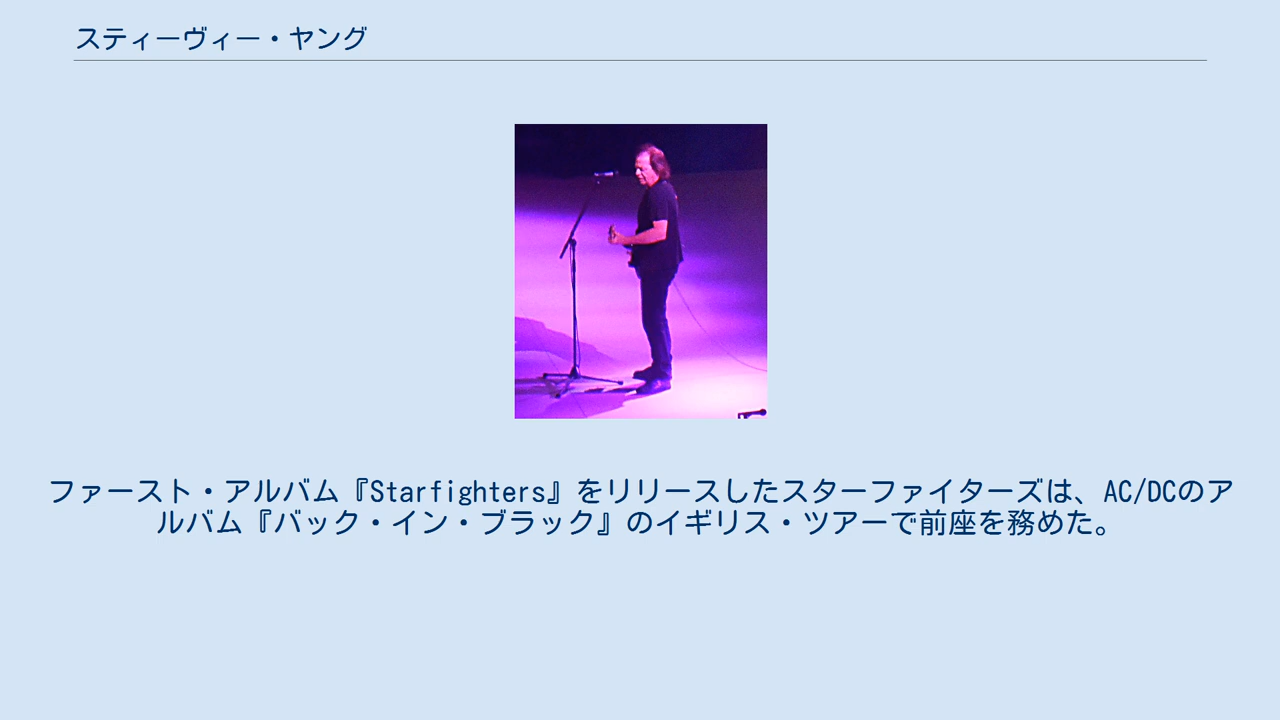 スティーヴィー・ヤング
ファースト・アルバム『Starfighters』をリリースしたスターファイターズは、AC/DCのア
ルバム『バック・イン・ブラック』のイギリス・ツアーで前座を務めた。